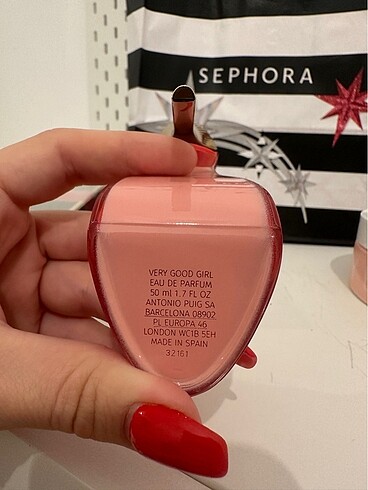 SEPHORA
VERY GOOD GIRL
EAU DE PARFUM
50 ml 1.7 FL OZ
ANTONIO PUIG SA
BARCELONA 08902
PL EUROPA 46
LONDON WC1B 5EH
MADE IN SPAIN
32161